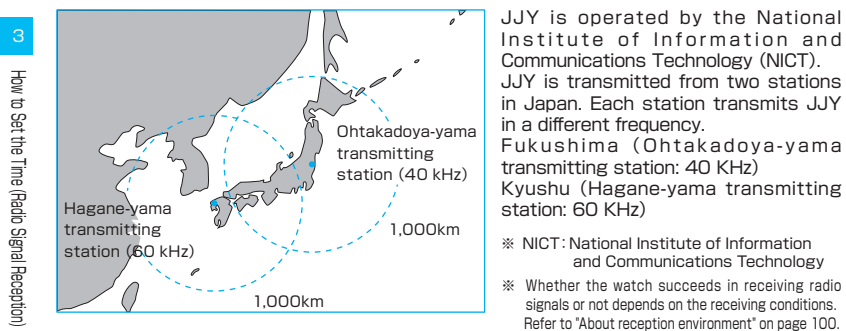 3
How to Set the Time (Radio Signal Reception)
Ohtakadoya-yama
transmitting
station (40 kHz)
Hagane-yama
transmitting
station (60 kHz)
1,000km
1,000km
JJY is operated by the National
Institute of Information and
Communications Technology (NICT).
JJY is transmitted from two stations
in Japan. Each station transmits JJY
in a different frequency.
Fukushima (Ohtakadoya-yama
transmitting station: 40 KHz)
Kyushu (Hagane-yama transmitting
station: 60 KHz)
※ NICT: National Institute of Information
and Communications Technology
※ Whether the watch succeeds in receiving radio
signals or not depends on the receiving conditions.
Refer to "About reception environment" on page 100.